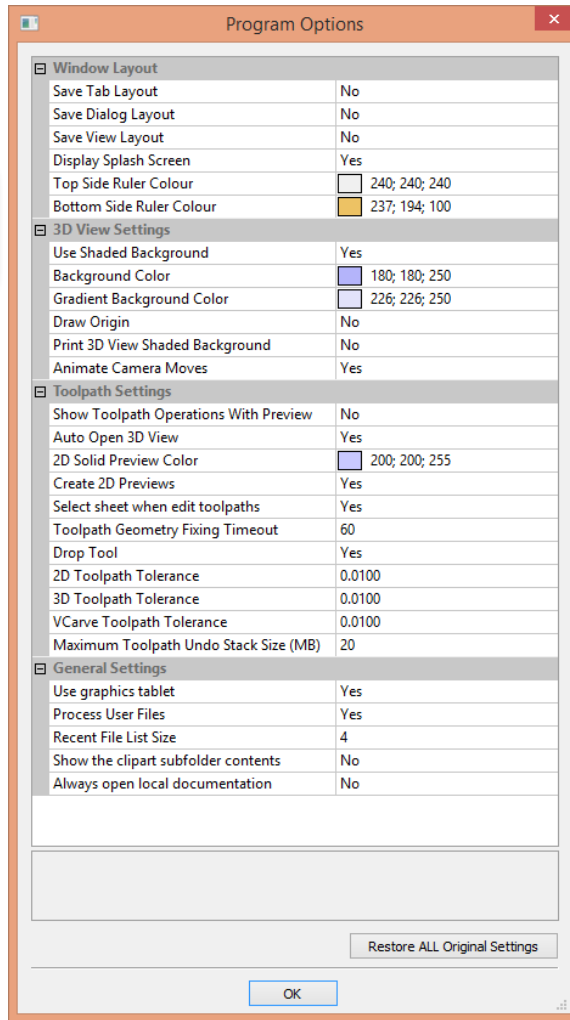 Program Options
Window Layout
Save Tab Layout No
Save Dialog Layout No
Save View Layout No
Display Splash Screen Yes
Top Side Ruler Colour 240; 240; 240
Bottom Side Ruler Colour 237; 194; 100
3D View Settings
Use Shaded Background Yes
Background Color 180; 180; 250
Gradient Background Color 226; 226; 250
Draw Origin No
Print 3D View Shaded Background No
Animate Camera Moves Yes
Toolpath Settings
Show Toolpath Operations With Preview No
Auto Open 3D View Yes
2D Solid Preview Color 200; 200; 255
Create 2D Previews Yes
Select sheet when edit toolpaths Yes
Toolpath Geometry Fixing Timeout 60
Drop Tool Yes
2D Toolpath Tolerance 0.0100
3D Toolpath Tolerance 0.0100
VCarve Toolpath Tolerance 0.0100
Maximum Toolpath Undo Stack Size (MB) 20
General Settings
Use graphics tablet Yes
Process User Files Yes
Recent File List Size 4
Show the clipart subfolder contents No
Always open local documentation No
Restore ALL Original Settings
OK